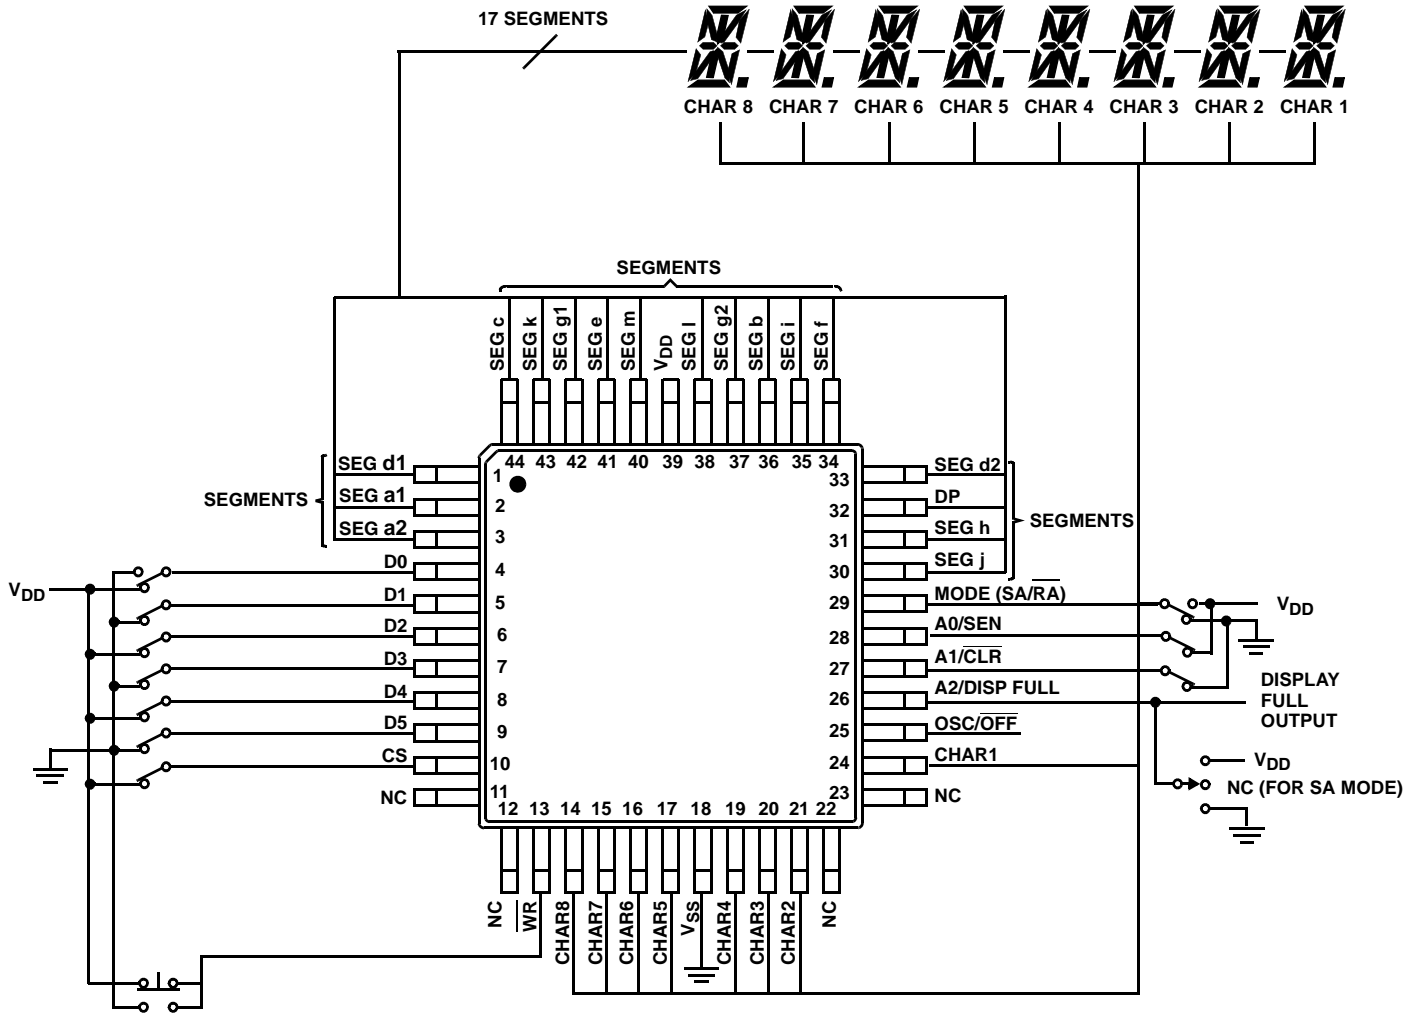 17 SEGMENTS
CHAR 8 CHAR 7 CHAR 6 CHAR 5 CHAR 4 CHAR 3 CHAR 2 CHAR 1
SEGMENTS
SEG c
SEG k
SEG g1
SEG e
SEG m
VDD
SEG l
SEG g2
SEG b
SEG i
SEG f
44 43 42 41 40 39 38 37 36 35 34
SEGMENTS
SEG d1 1
SEG a1 2
SEG a2 3
D0 4
D1 5
D2 6
D3 7
D4 8
D5 9
CS 10
NC 11
VDD
33 SEG d2
32 DP
31 SEG h
30 SEG j
SEGMENTS
29 MODE (SA/R̅A̅)
28 A0/SEN
27 A1/C̅L̅R̅
26 A2/DISP FULL
25 OSC/O̅F̅F̅
24 CHAR1
23 NC
VDD
DISPLAY
FULL
OUTPUT
VDD
NC (FOR SA MODE)
12 13 14 15 16 17 18 19 20 21 22
NC
W̅R̅
CHAR8
CHAR7
CHAR6
CHAR5
VSS
CHAR4
CHAR3
CHAR2
NC